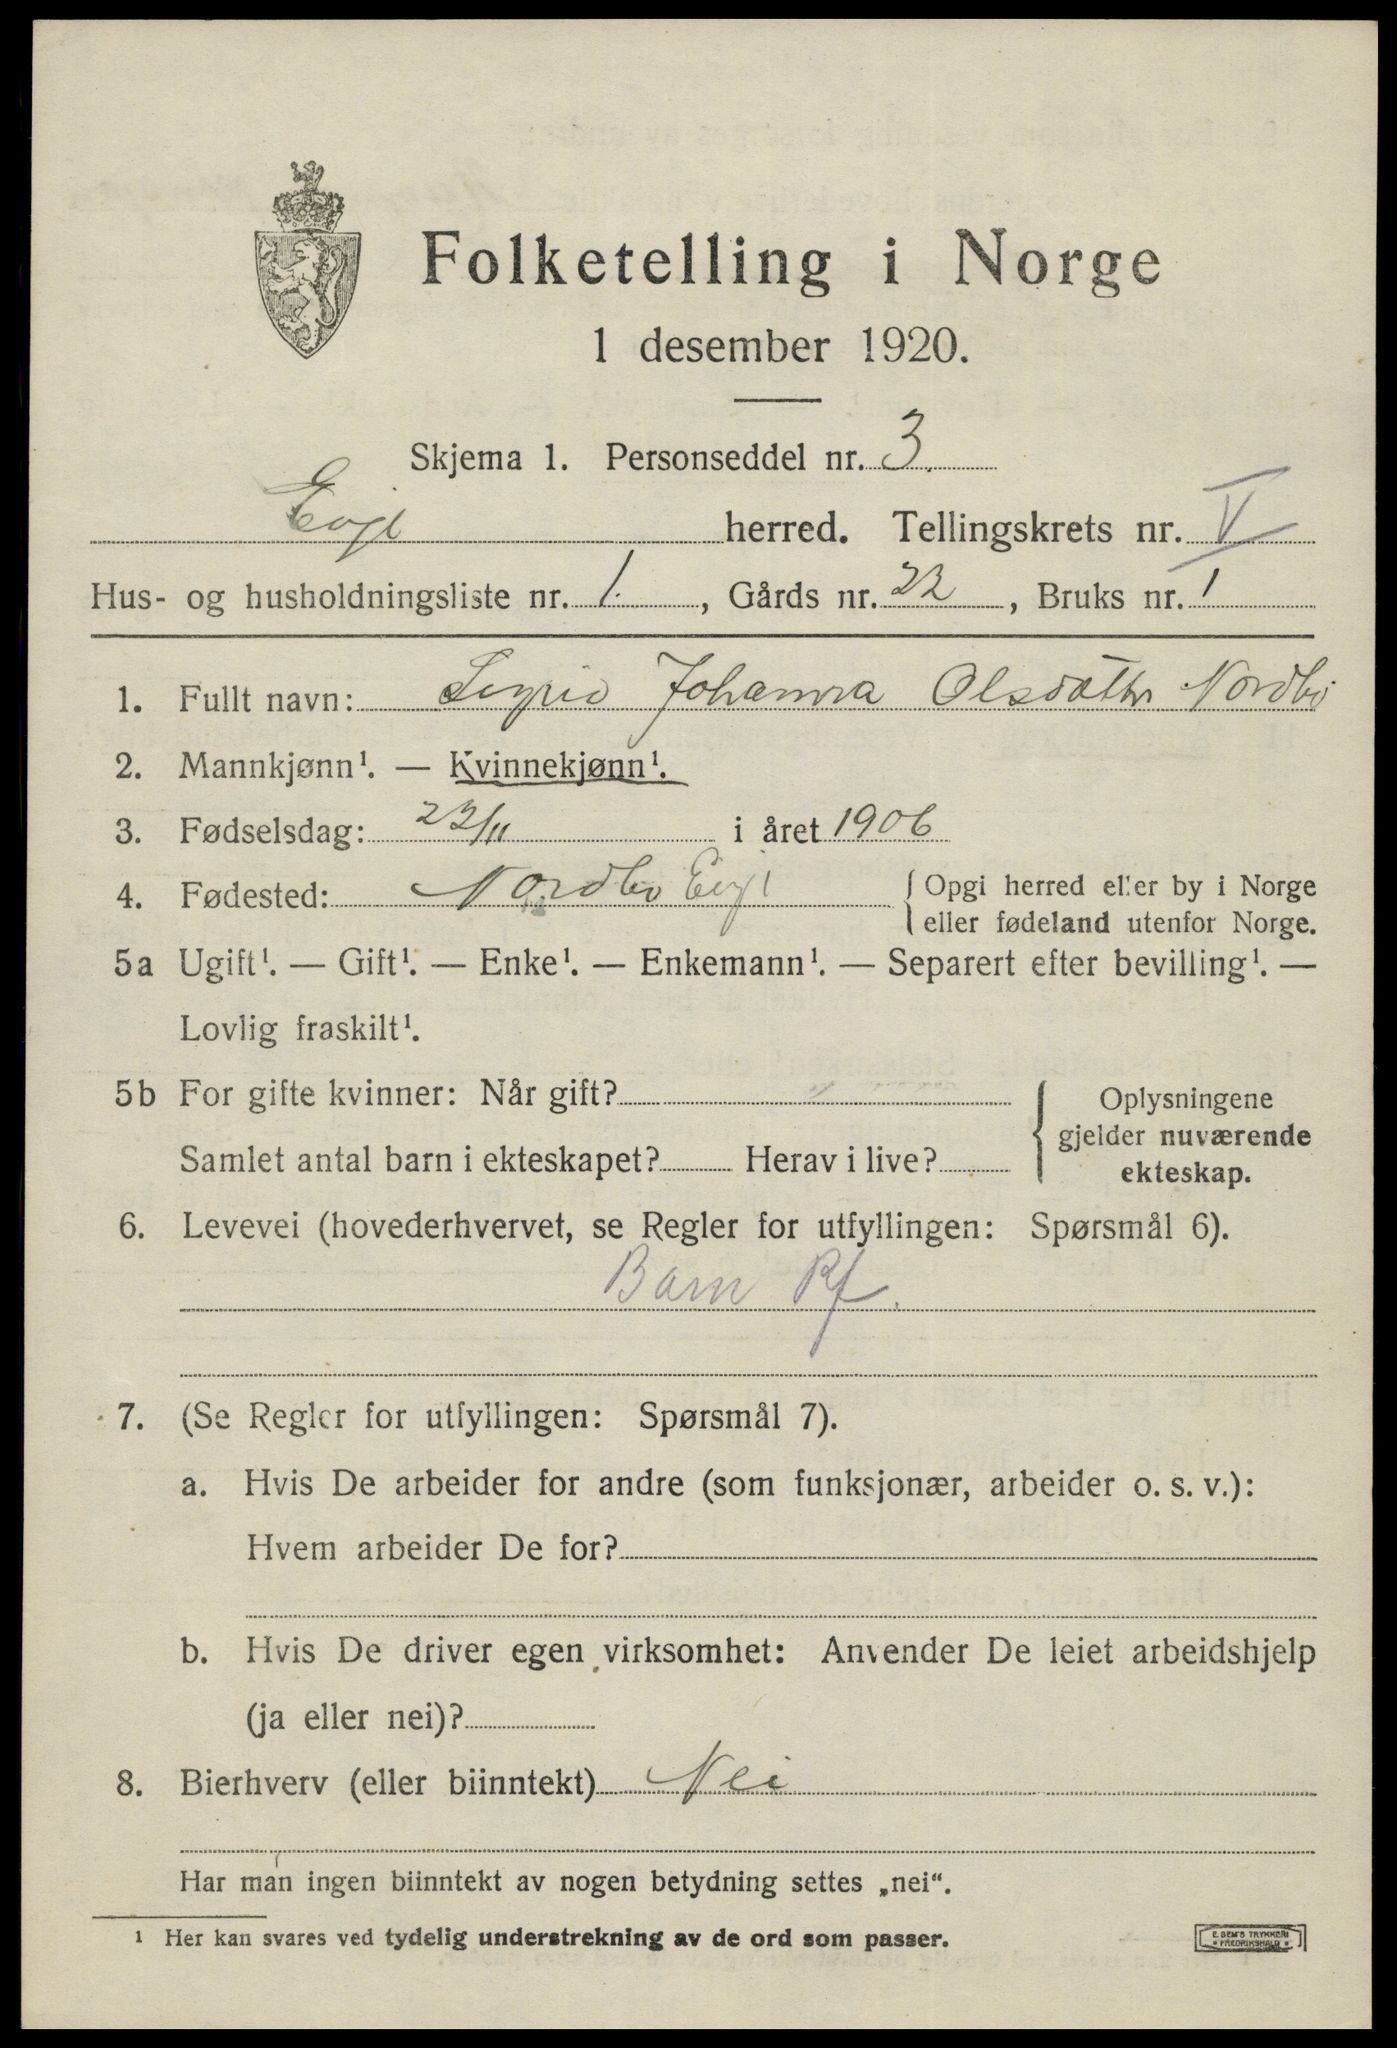 Folketelling i Norge
1 desember 1920.
Skjema 1. Personseddel nr. 3.
Evje herred. Tellingskrets nr. V
Hus- og husholdningsliste nr. 1. , Gårds nr. 22 , Bruks nr. 1
1. Fullt navn: Sigrid Johanna Olsdatter Nordbö
2. Mannkjønn¹. — Kvinnekjønn¹.
3. Fødselsdag: 23/11 i året 1906
4. Fødested: Nordbö Evje { Opgi herred eller by i Norge
eller fødeland utenfor Norge.
5a Ugift¹. — Gift¹. — Enke¹. — Enkemann¹. — Separert efter bevilling¹. —
Lovlig fraskilt¹.
5b For gifte kvinner: Når gift? { Oplysningene
gjelder nuværende
Samlet antal barn i ekteskapet? Herav i live?
ekteskap.
6. Levevei (hovederhvervet, se Regler for utfyllingen: Spørsmål 6).
Barn Rf.
7. (Se Regler for utfyllingen: Spørsmål 7).
a. Hvis De arbeider for andre (som funksjonær, arbeider o. s. v.):
Hvem arbeider De for?
b. Hvis De driver egen virksomhet: Anvender De leiet arbeidshjelp
(ja eller nei)?
8. Bierhverv (eller biinntekt) Nei
Har man ingen biinntekt av nogen betydning settes „nei“.
¹ Her kan svares ved tydelig understrekning av de ord som passer.
E. SEM'S TRYKKERI
* FREDRIKSHALD *